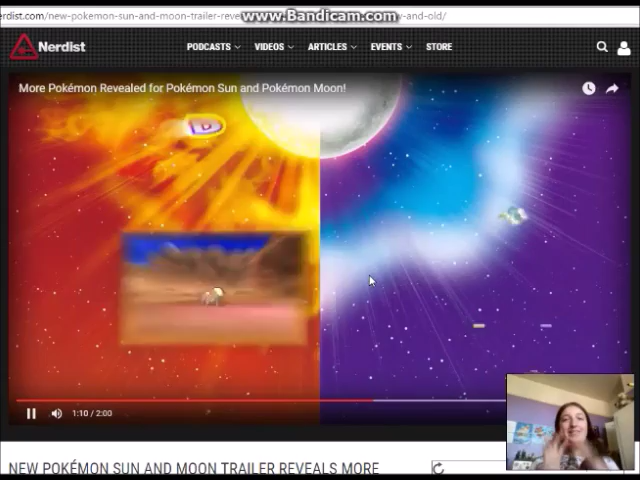 rdist.com/new-pokemon-sun-and-moon-trailer-reve
www.Bandicam.com
w-and-old/
Nerdist
PODCASTS VIDEOS ARTICLES EVENTS STORE
More Pokémon Revealed for Pokémon Sun and Pokémon Moon!
D
1:10 / 2:00
NEW POKÉMON SUN AND MOON TRAILER REVEALS MORE